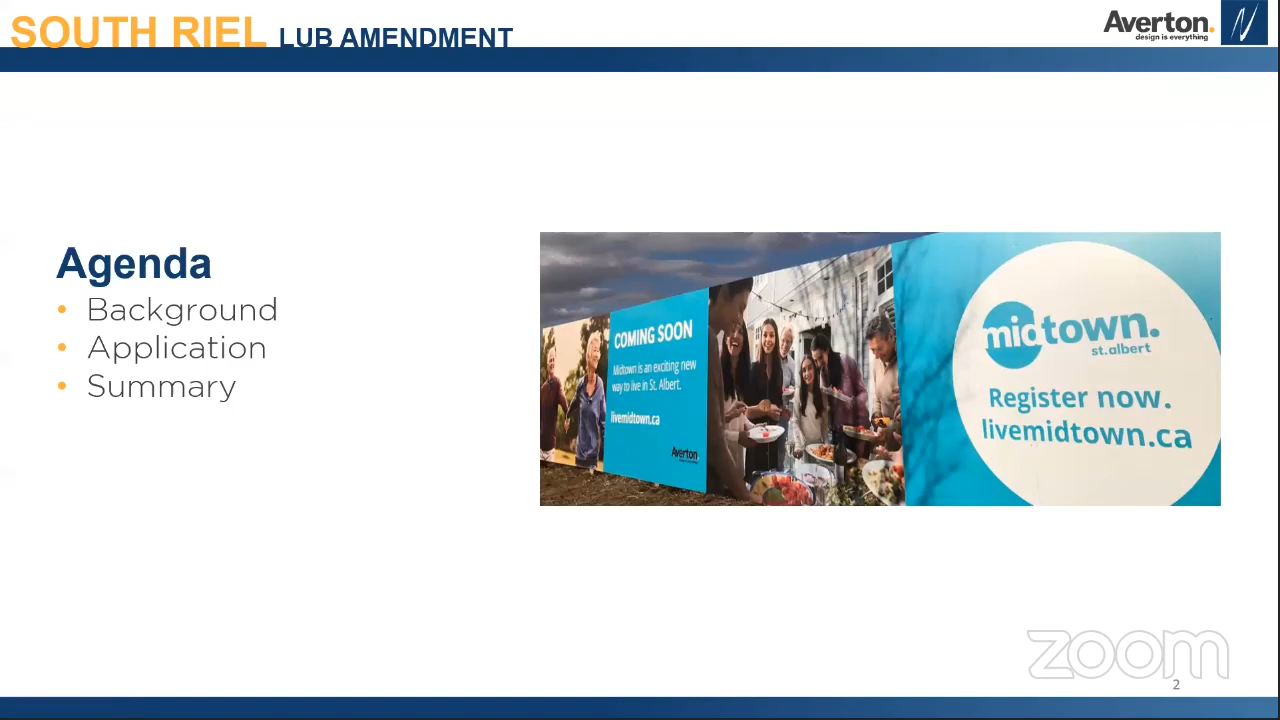 SOUTH RIEL LUB AMENDMENT
Averton.
design is everything
Agenda
• Background
• Application
• Summary
COMING SOON
Midtown is an exciting new
way to live in St. Albert.
livemidtown.ca
Averton
midtown.
st.albert
Register now.
livemidtown.ca
zoom
2